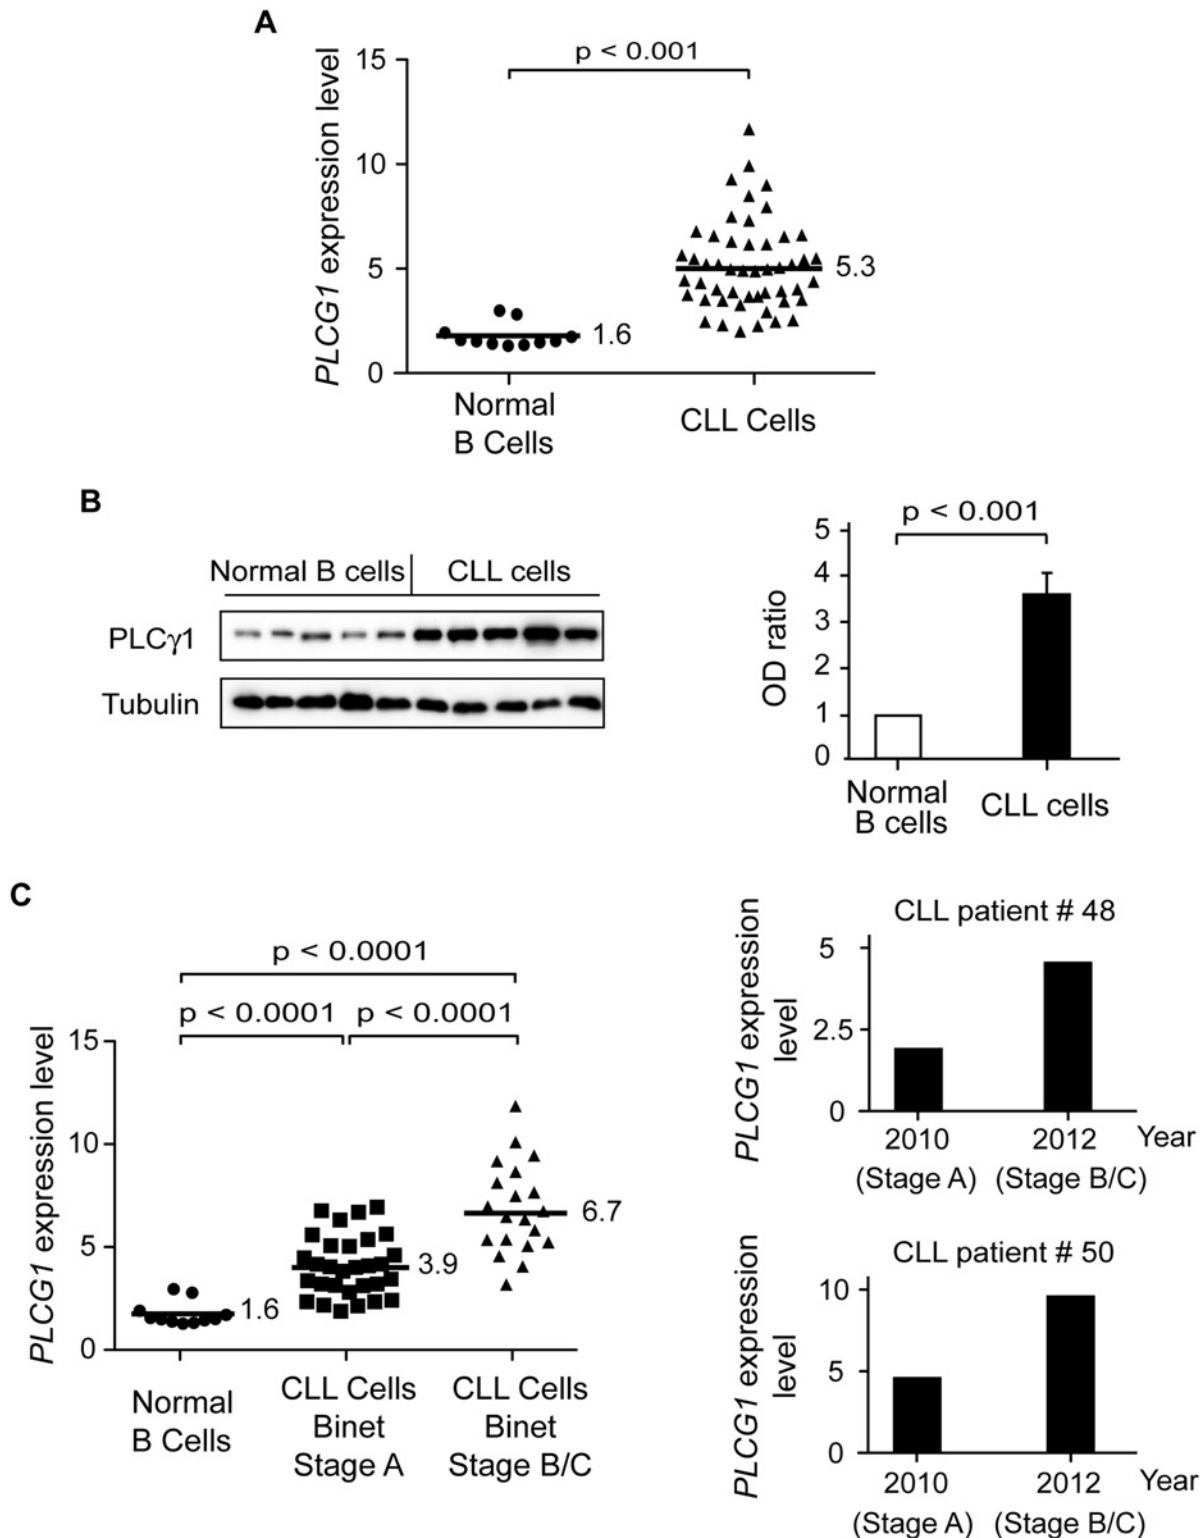 A
p < 0.001
PLCG1 expression level
15
10
5
0
5.3
1.6
Normal
B Cells
CLL Cells
B
Normal B cells
CLL cells
PLCγ1
Tubulin
p < 0.001
OD ratio
5
4
3
2
1
0
Normal
B cells
CLL cells
C
p < 0.0001
p < 0.0001
p < 0.0001
PLCG1 expression level
15
10
5
0
1.6
3.9
6.7
Normal
B Cells
CLL Cells
Binet
Stage A
CLL Cells
Binet
Stage B/C
CLL patient # 48
PLCG1 expression
level
5
2.5
0
2010
2012
Year
(Stage A)
(Stage B/C)
CLL patient # 50
PLCG1 expression
level
10
5
0
2010
2012
Year
(Stage A)
(Stage B/C)